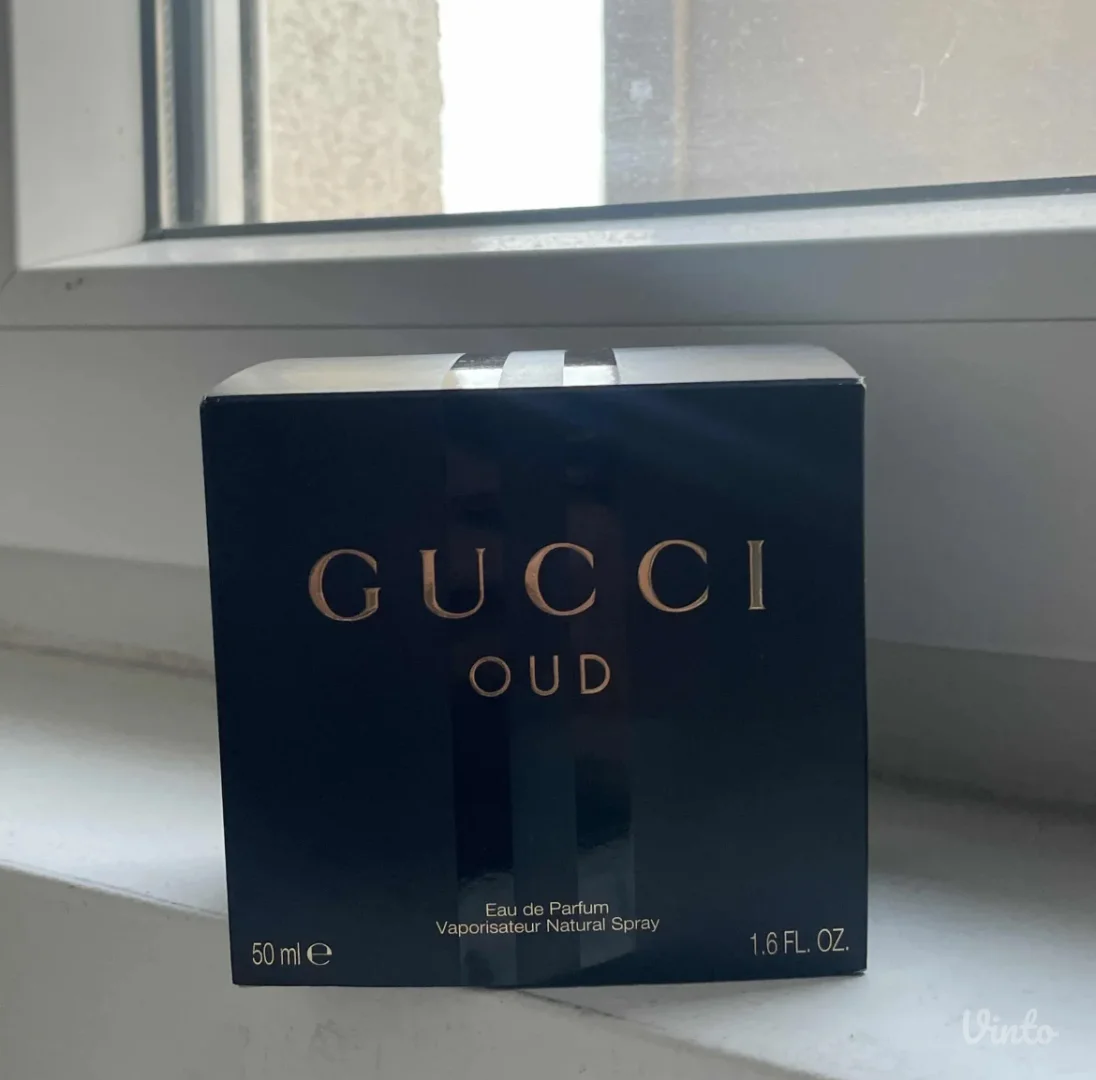 GUCCI
OUD
Eau de Parfum
Vaporisateur Natural Spray
50 ml ℮
1.6 FL. OZ.
Vinto